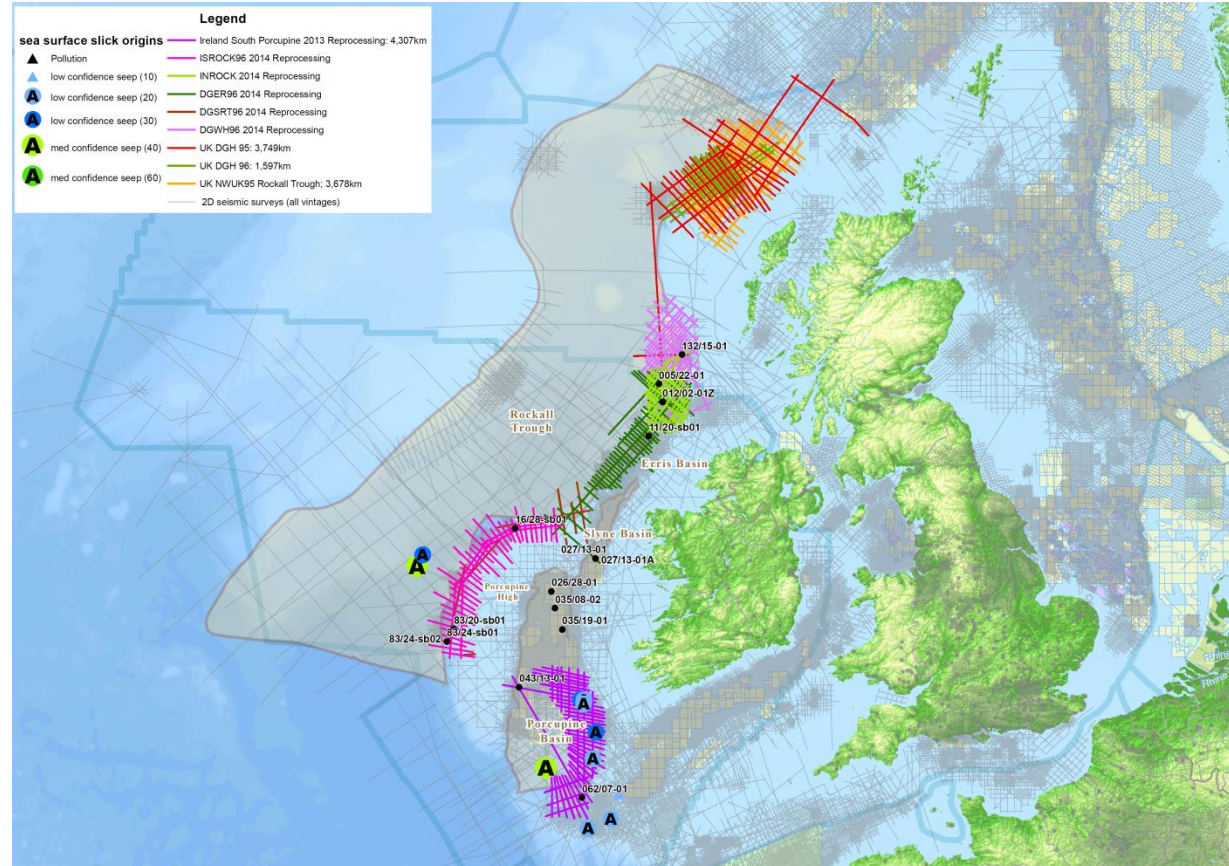 Legend
sea surface slick origins
Pollution
low confidence seep (10)
low confidence seep (20)
low confidence seep (30)
med confidence seep (40)
med confidence seep (60)
Ireland South Porcupine 2013 Reprocessing: 4,307km
ISROCK96 2014 Reprocessing
INROCK 2014 Reprocessing
DGER96 2014 Reprocessing
DGSRT96 2014 Reprocessing
DGWH96 2014 Reprocessing
UK DGH 95: 3,749km
UK DGH 96: 1,597km
UK NWUK95 Rockall Trough; 3,678km
2D seismic surveys (all vintages)
132/15-01
005/22-01
012/02-01Z
Rockall
Trough
11/20-sb01
Erris Basin
16/28-sb01
Slyne Basin
027/13-01
027/13-01A
Porcupine
High
026/28-01
035/08-02
83/20-sb01
035/19-01
83/24-sb01
83/24-sb02
043/13-01
Porcupine
Basin
062/07-01
A
A
A
A
A
A
A
A